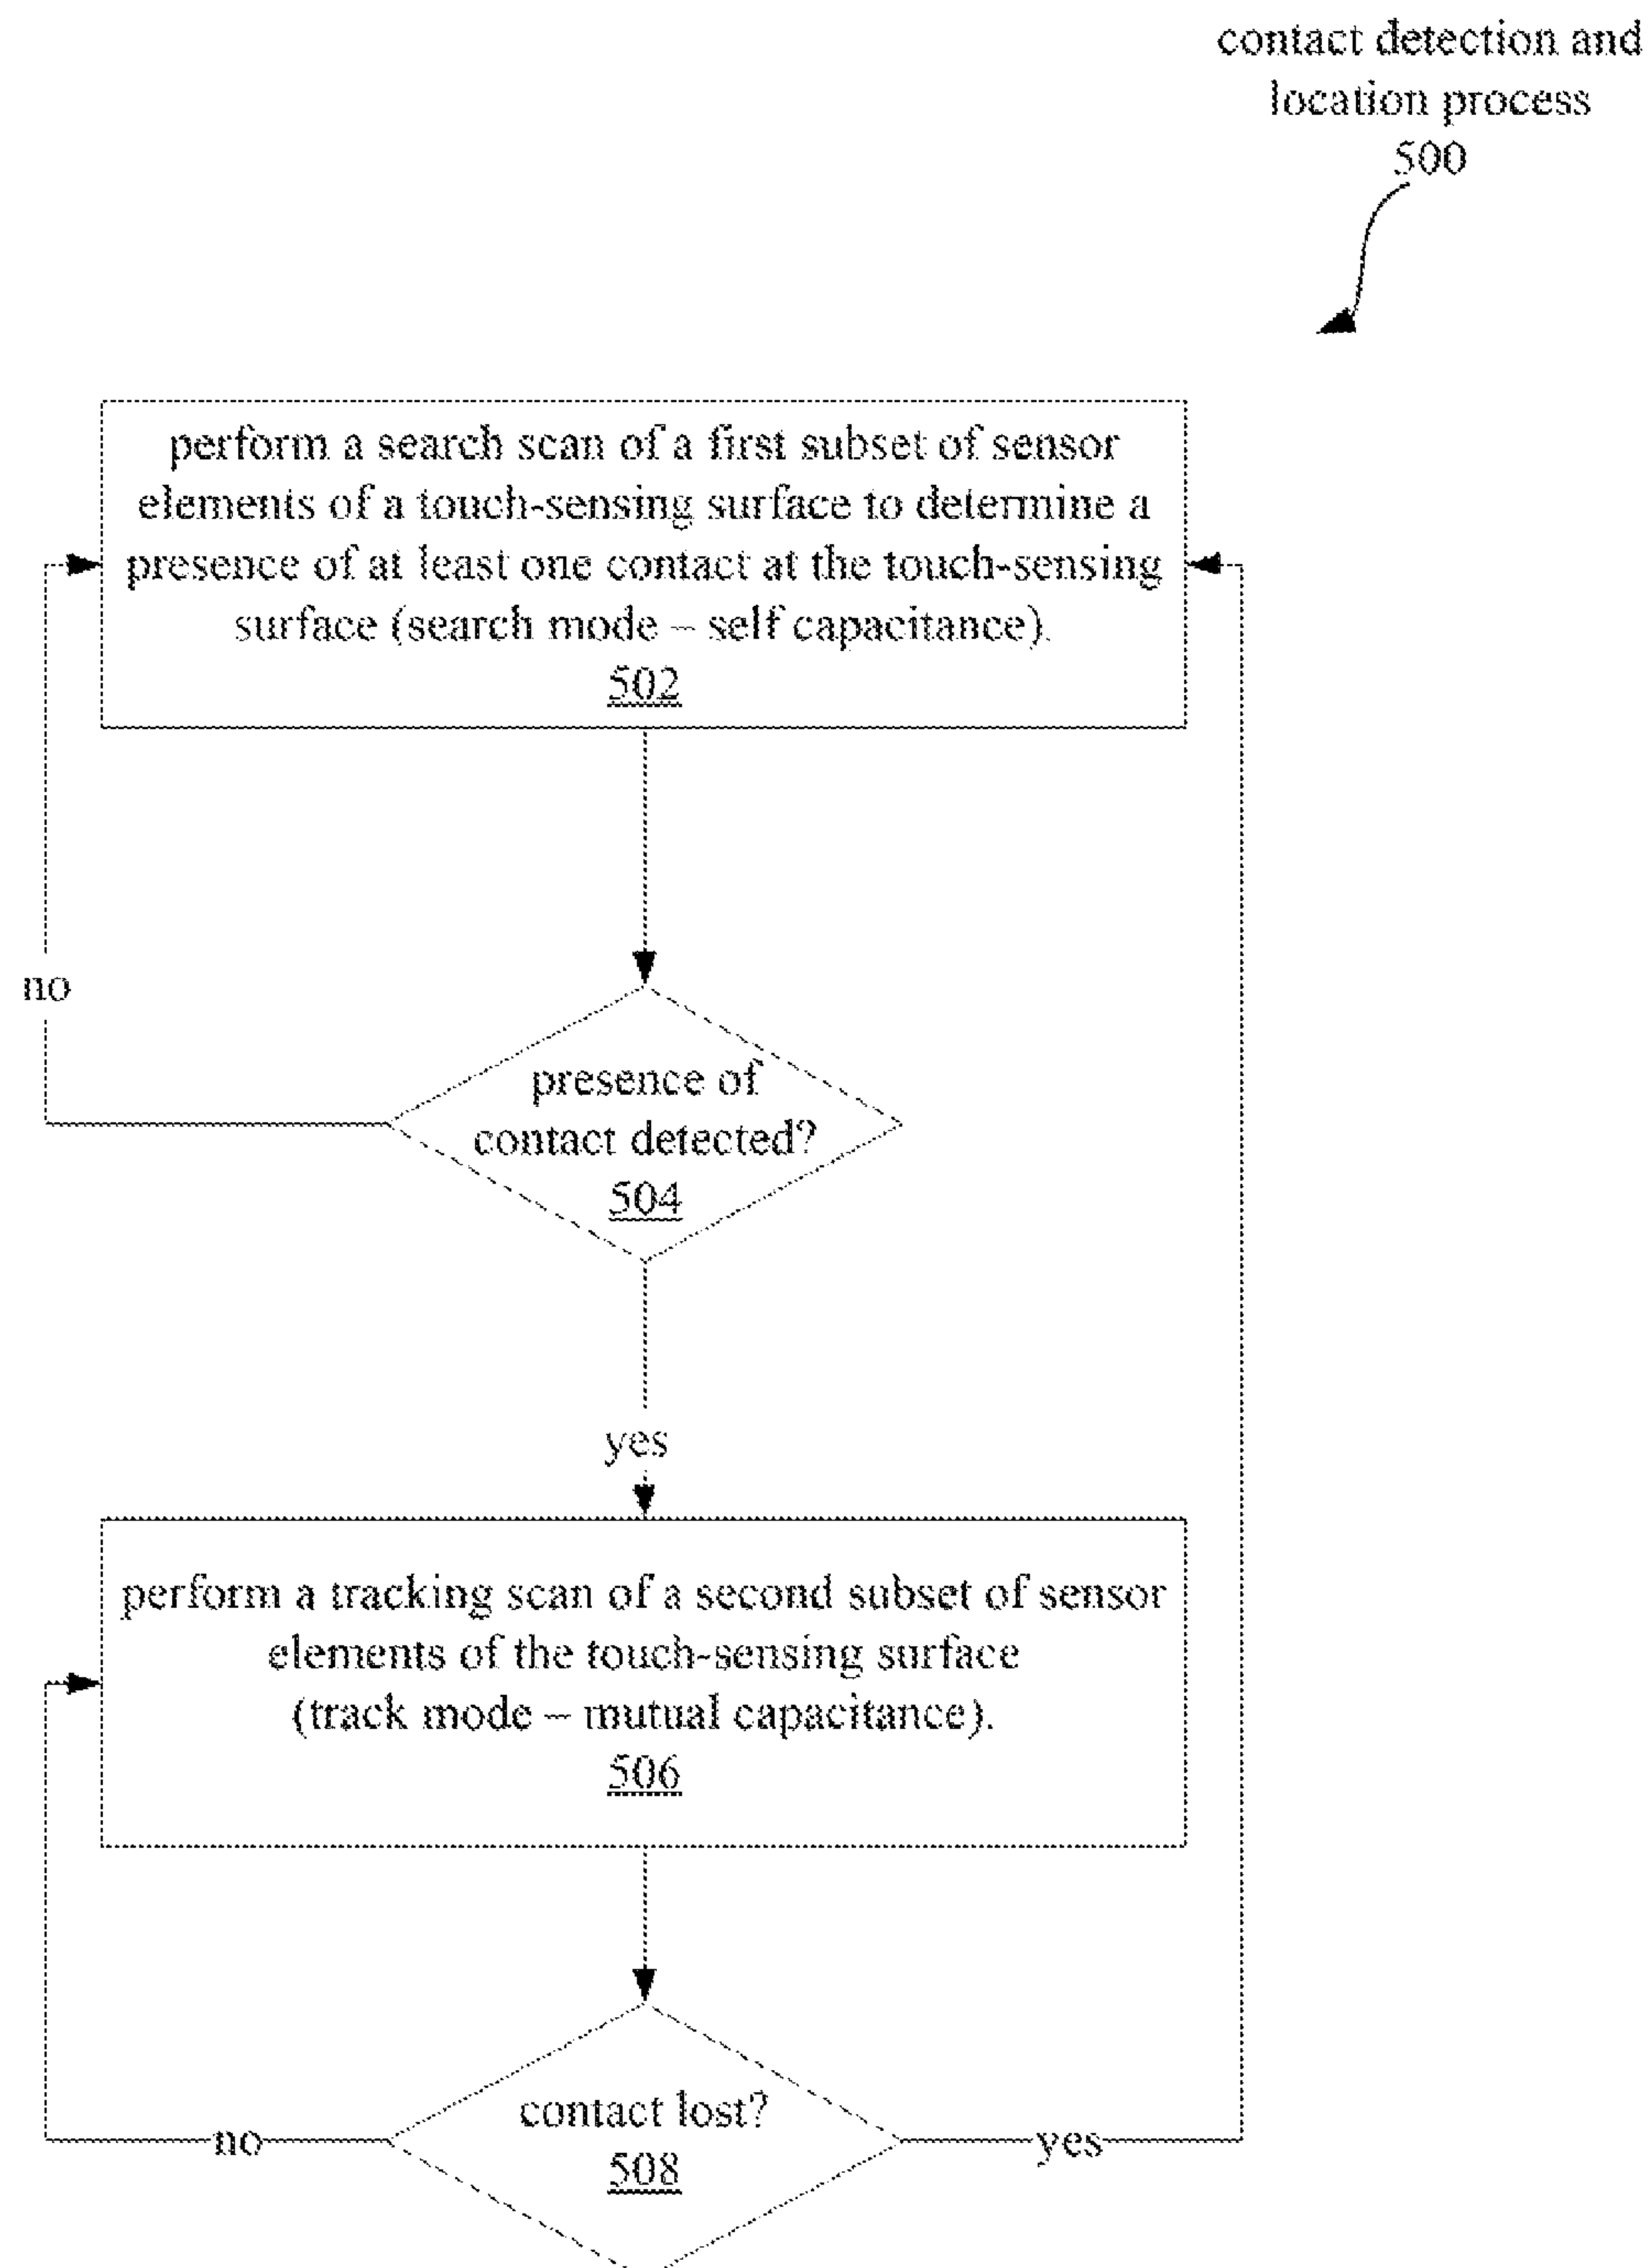 contact detection and
location process
500
perform a search scan of a first subset of sensor
elements of a touch-sensing surface to determine a
presence of at least one contact at the touch-sensing
surface (search mode – self capacitance).
502
no
presence of
contact detected?
504
yes
perform a tracking scan of a second subset of sensor
elements of the touch-sensing surface
(track mode – mutual capacitance).
506
contact lost?
508
no
yes